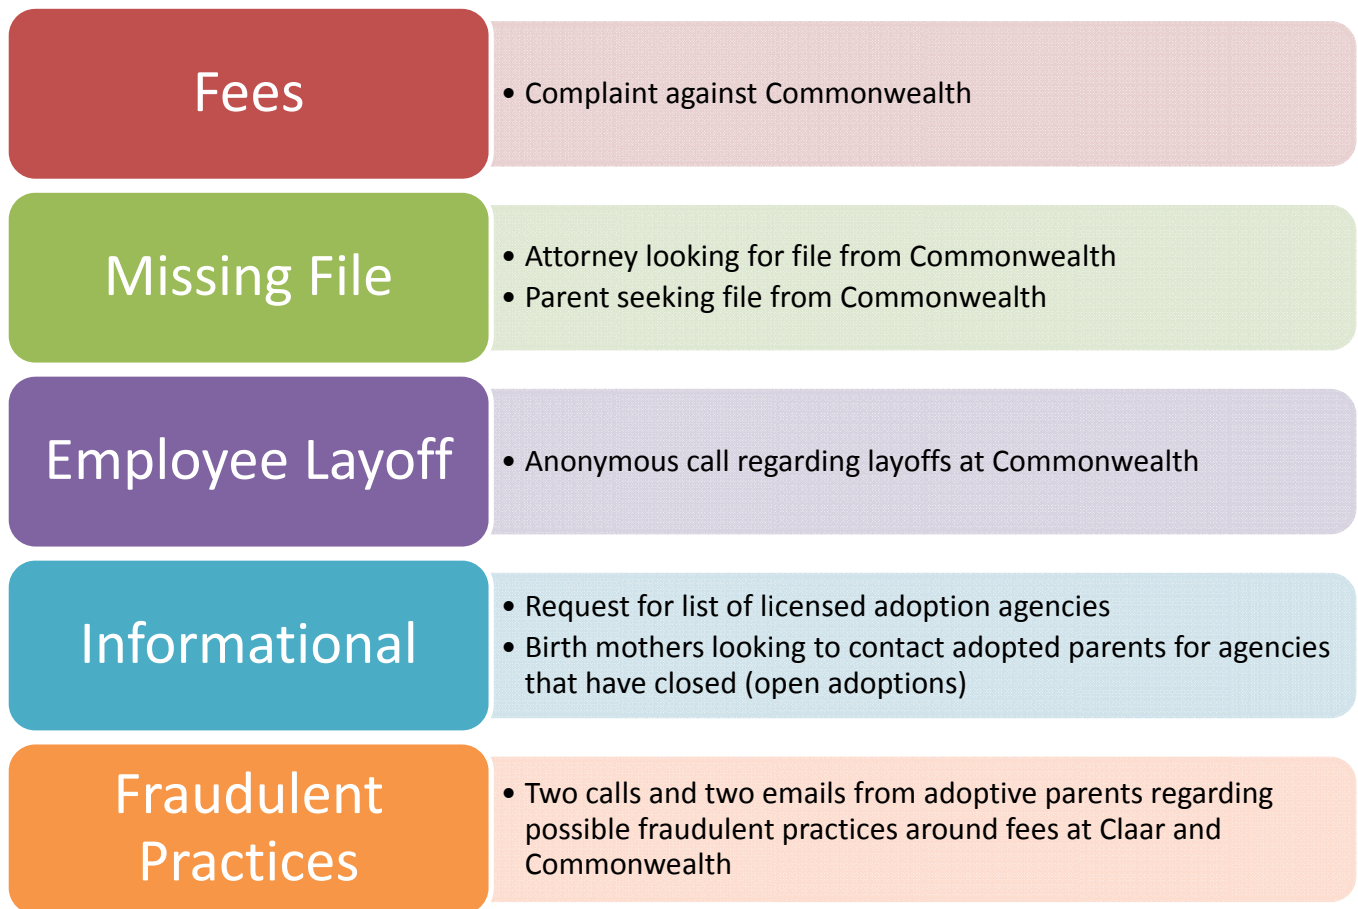 Fees
• Complaint against Commonwealth
Missing File
• Attorney looking for file from Commonwealth
• Parent seeking file from Commonwealth
Employee Layoff
• Anonymous call regarding layoffs at Commonwealth
Informational
• Request for list of licensed adoption agencies
• Birth mothers looking to contact adopted parents for agencies
that have closed (open adoptions)
Fraudulent
Practices
• Two calls and two emails from adoptive parents regarding
possible fraudulent practices around fees at Claar and
Commonwealth